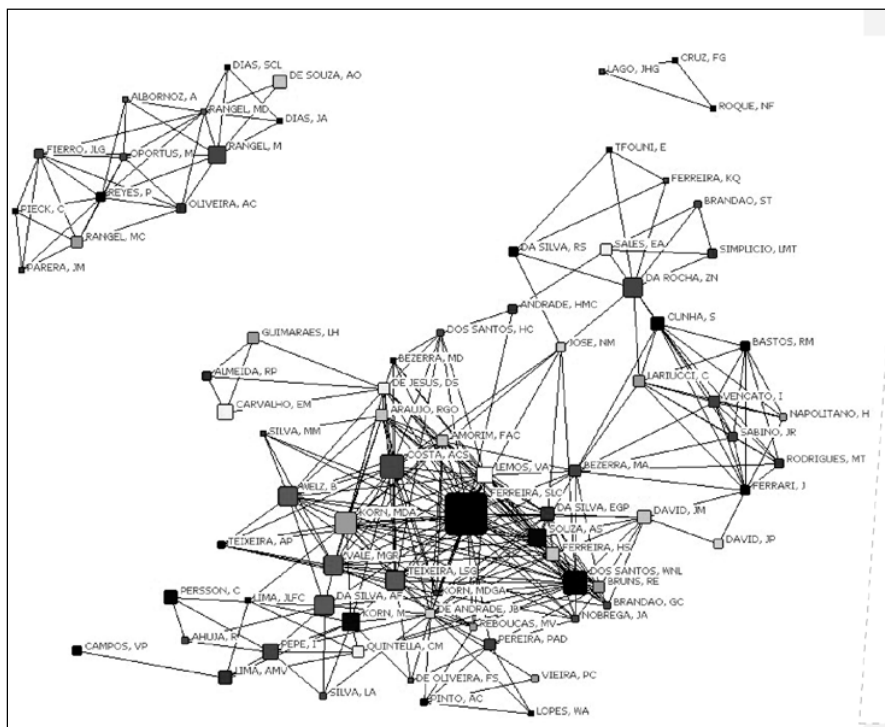 DIAS, SCL
DE SOUZA, AO
ALBORNOZ, A
RANGEL, MD
DIAS, JA
FIERRO, JLG
OPORTUS, M
RANGEL, M
REYES, P
OLIVEIRA, AC
PIECK, C
RANGEL, MC
PARERA, JM
CRUZ, FG
LAGO, JHG
ROQUE, NF
TFOUNI, E
FERREIRA, KQ
BRANDAO, ST
DA SILVA, RS
SALES, EA
SIMPLICIO, LMT
DA ROCHA, ZN
ANDRADE, HMC
CUNHA, S
DOS SANTOS, HC
GUIMARAES, LH
JOSE, NM
BASTOS, RM
BEZERRA, MD
ALMEIDA, RP
DE JESUS, DS
LARIUCCI, C
VENCATO, I
CARVALHO, EM
ARAUJO, RGO
NAPOLITANO, H
SILVA, MM
AMORIM, FAC
SABINO, JR
COSTA, ACS
LEMOS, VA
BEZERRA, MA
RODRIGUES, MT
VELZ, B
FERREIRA, SLC
FERRARI, J
KORN, MDA
DA SILVA, EGP
DAVID, JM
SOUZA, AS
TEIXEIRA, AP
FERREIRA, HS
DAVID, JP
VALE, MGR
TEIXEIRA, LSG
DOS SANTOS, WNL
BRUNS, RE
KORN, MDGA
PERSSON, C
LIMA, JLFC
DA SILVA, AF
DE ANDRADE, JB
BRANDAO, GC
KORN, M
REBOUCAS, MV
NOBREGA, JA
AHUJA, R
PEPE, I
PEREIRA, PAD
CAMPOS, VP
QUINTELLA, CM
LIMA, AMV
DE OLIVEIRA, FS
VIEIRA, PC
SILVA, LA
PINTO, AC
LOPES, WA